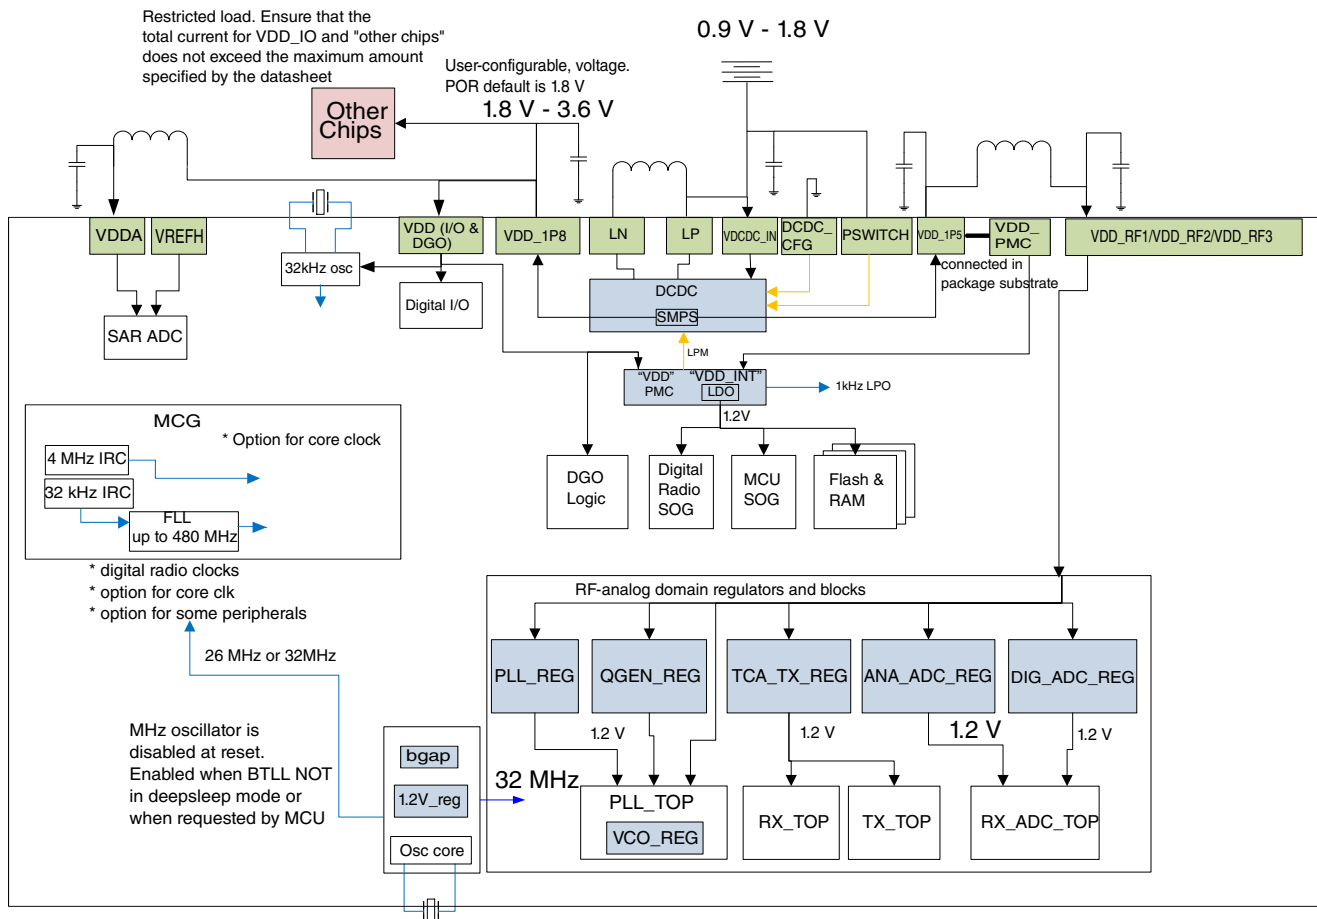 Restricted load. Ensure that the
total current for VDD_IO and "other chips"
does not exceed the maximum amount
specified by the datasheet
0.9 V - 1.8 V
User-configurable, voltage.
POR default is 1.8 V
1.8 V - 3.6 V
Other
Chips
VDDA
VREFH
32kHz osc
VDD (I/O &
DGO)
VDD_1P8
LN
LP
VDCDC_IN
DCDC_
CFG
PSWITCH
VDD_1P5
VDD_
PMC
VDD_RF1/VDD_RF2/VDD_RF3
connected in
package substrate
SAR ADC
Digital I/O
DCDC
SMPS
LPM
“VDD”
PMC
“VDD_INT”
LDO
1kHz LPO
1.2V
DGO
Logic
Digital
Radio
SOG
MCU
SOG
Flash &
RAM
MCG
* Option for core clock
4 MHz IRC
32 kHz IRC
FLL
up to 480 MHz
* digital radio clocks
* option for core clk
* option for some peripherals
26 MHz or 32MHz
MHz oscillator is
disabled at reset.
Enabled when BTLL NOT
in deepsleep mode or
when requested by MCU
bgap
1.2V_reg
Osc core
32 MHz
RF-analog domain regulators and blocks
PLL_REG
QGEN_REG
TCA_TX_REG
ANA_ADC_REG
DIG_ADC_REG
1.2 V
1.2 V
1.2 V
1.2 V
PLL_TOP
VCO_REG
RX_TOP
TX_TOP
RX_ADC_TOP